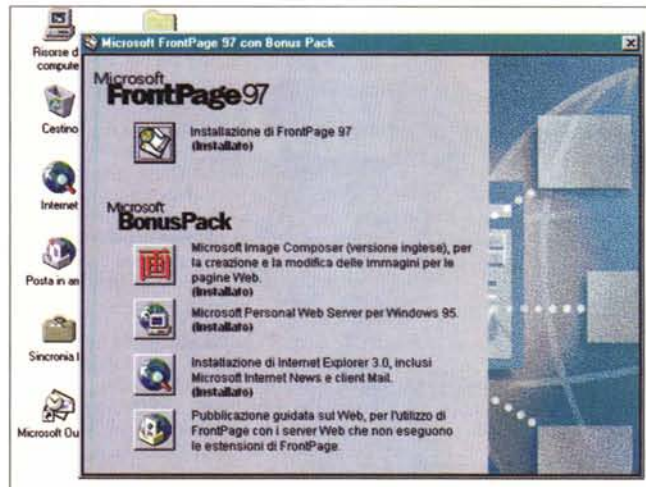 Risorse d
compute
Cestino
Internet
Posta in an
Sincronia I
Microsoft Ou
Microsoft FrontPage 97 con Bonus Pack
Microsoft
FrontPage97
Installazione di FrontPage 97
(Installato)
Microsoft
BonusPack
Microsoft Image Composer (versione inglese), per
la creazione e la modifica delle immagini per le
pagine Web.
(Installato)
Microsoft Personal Web Server per Windows 95.
(Installato)
Installazione di Internet Explorer 3.0, inclusi
Microsoft Internet News e client Mail.
(Installato)
Pubblicazione guidata sul Web, per l'utilizzo di
FrontPage con i server Web che non eseguono
le estensioni di FrontPage.